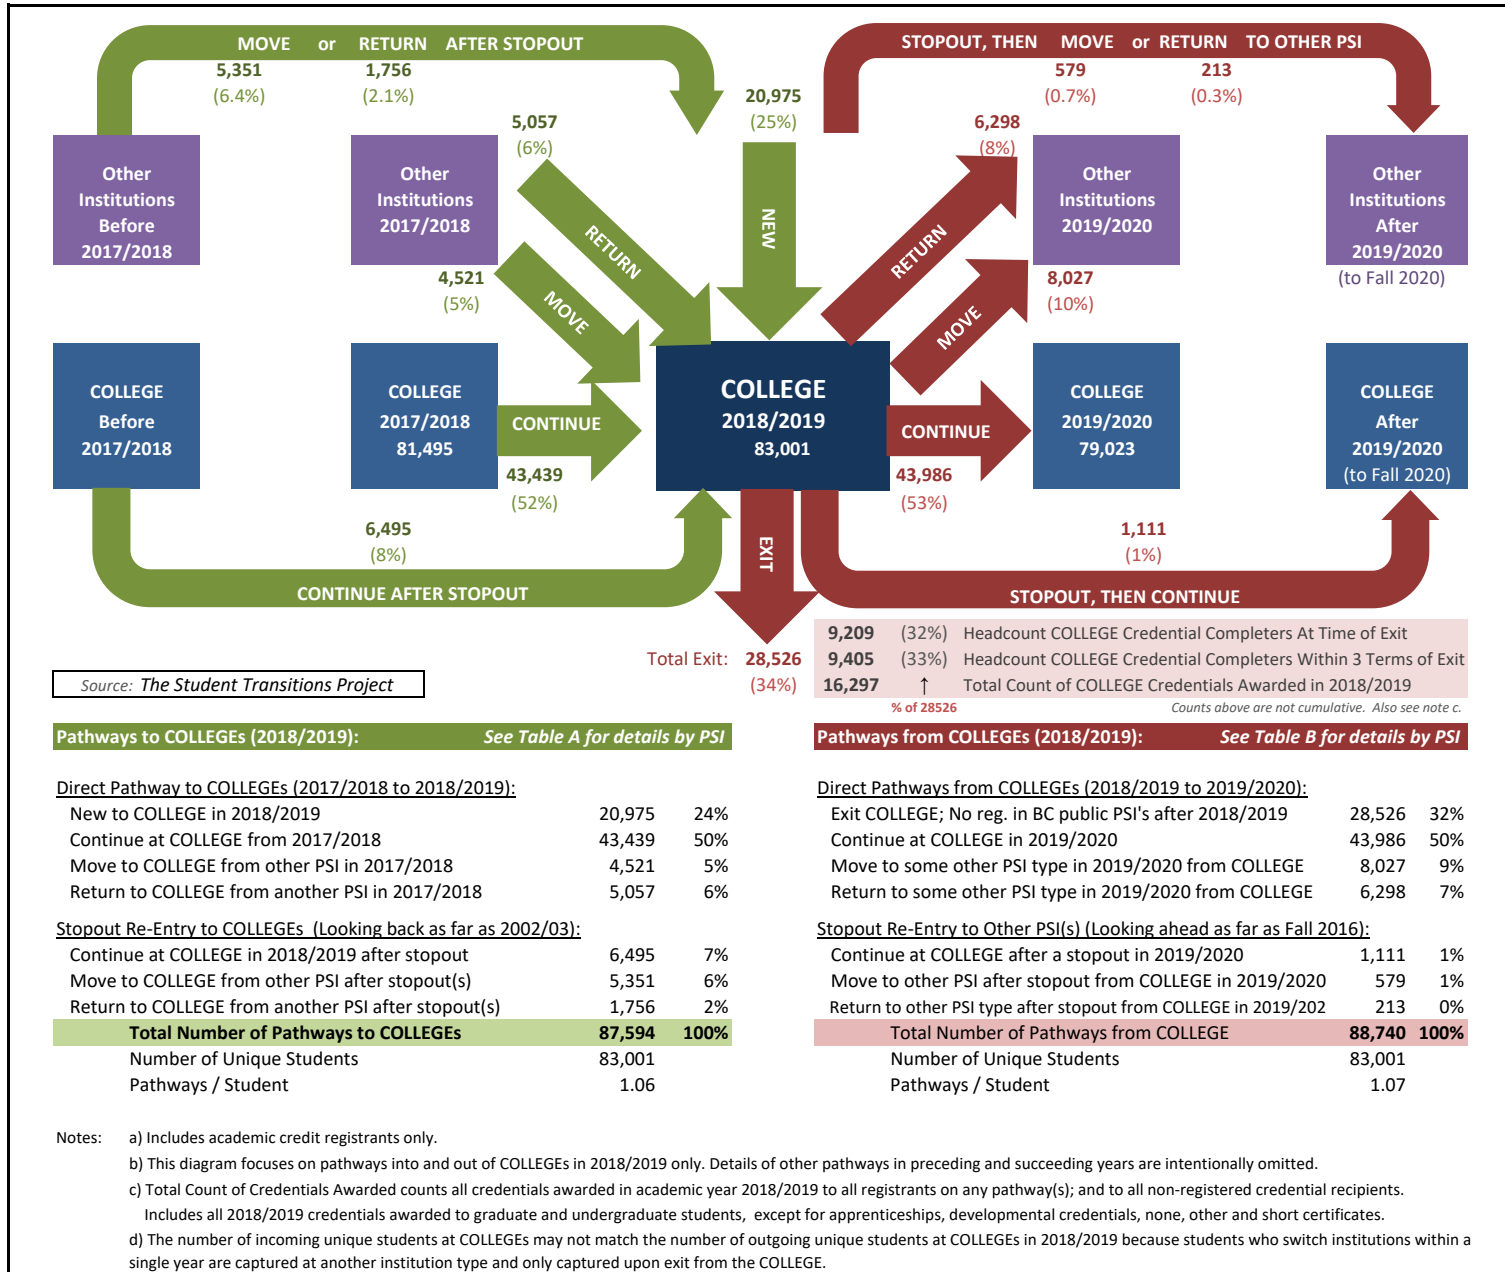 MOVE or RETURN AFTER STOPOUT
5,351 1,756
(6.4%) (2.1%)
STOPOUT, THEN MOVE or RETURN TO OTHER PSI
579 213
(0.7%) (0.3%)
20,975
(25%)
5,057
(6%)
6,298
(8%)
Other
Institutions
Before
2017/2018
Other
Institutions
2017/2018
RETURN
NEW
RETURN
Other
Institutions
2019/2020
Other
Institutions
After
2019/2020
(to Fall 2020)
4,521
(5%)
MOVE
MOVE
8,027
(10%)
COLLEGE
Before
2017/2018
COLLEGE
2017/2018
81,495
CONTINUE
43,439
(52%)
COLLEGE
2018/2019
83,001
CONTINUE
43,986
(53%)
COLLEGE
2019/2020
79,023
COLLEGE
After
2019/2020
(to Fall 2020)
6,495
(8%)
CONTINUE AFTER STOPOUT
EXIT
1,111
(1%)
STOPOUT, THEN CONTINUE
Total Exit: 28,526
(34%)
9,209 (32%) Headcount COLLEGE Credential Completers At Time of Exit
9,405 (33%) Headcount COLLEGE Credential Completers Within 3 Terms of Exit
16,297 ↑ Total Count of COLLEGE Credentials Awarded in 2018/2019
% of 28526 Counts above are not cumulative. Also see note c.
Source: The Student Transitions Project
Pathways to COLLEGEs (2018/2019): See Table A for details by PSI
Direct Pathway to COLLEGEs (2017/2018 to 2018/2019):
New to COLLEGE in 2018/2019 20,975 24%
Continue at COLLEGE from 2017/2018 43,439 50%
Move to COLLEGE from other PSI in 2017/2018 4,521 5%
Return to COLLEGE from another PSI in 2017/2018 5,057 6%
Stopout Re-Entry to COLLEGEs (Looking back as far as 2002/03):
Continue at COLLEGE in 2018/2019 after stopout 6,495 7%
Move to COLLEGE from other PSI after stopout(s) 5,351 6%
Return to COLLEGE from another PSI after stopout(s) 1,756 2%
Total Number of Pathways to COLLEGEs 87,594 100%
Number of Unique Students 83,001
Pathways / Student 1.06
Pathways from COLLEGEs (2018/2019): See Table B for details by PSI
Direct Pathways from COLLEGEs (2018/2019 to 2019/2020):
Exit COLLEGE; No reg. in BC public PSI's after 2018/2019 28,526 32%
Continue at COLLEGE in 2019/2020 43,986 50%
Move to some other PSI type in 2019/2020 from COLLEGE 8,027 9%
Return to some other PSI type in 2019/2020 from COLLEGE 6,298 7%
Stopout Re-Entry to Other PSI(s) (Looking ahead as far as Fall 2016):
Continue at COLLEGE after a stopout in 2019/2020 1,111 1%
Move to other PSI after stopout from COLLEGE in 2019/2020 579 1%
Return to other PSI type after stopout from COLLEGE in 2019/202 213 0%
Total Number of Pathways from COLLEGE 88,740 100%
Number of Unique Students 83,001
Pathways / Student 1.07
Notes: a) Includes academic credit registrants only.
b) This diagram focuses on pathways into and out of COLLEGEs in 2018/2019 only. Details of other pathways in preceding and succeeding years are intentionally omitted.
c) Total Count of Credentials Awarded counts all credentials awarded in academic year 2018/2019 to all registrants on any pathway(s); and to all non-registered credential recipients.
Includes all 2018/2019 credentials awarded to graduate and undergraduate students, except for apprenticeships, developmental credentials, none, other and short certificates.
d) The number of incoming unique students at COLLEGEs may not match the number of outgoing unique students at COLLEGEs in 2018/2019 because students who switch institutions within a
single year are captured at another institution type and only captured upon exit from the COLLEGE.